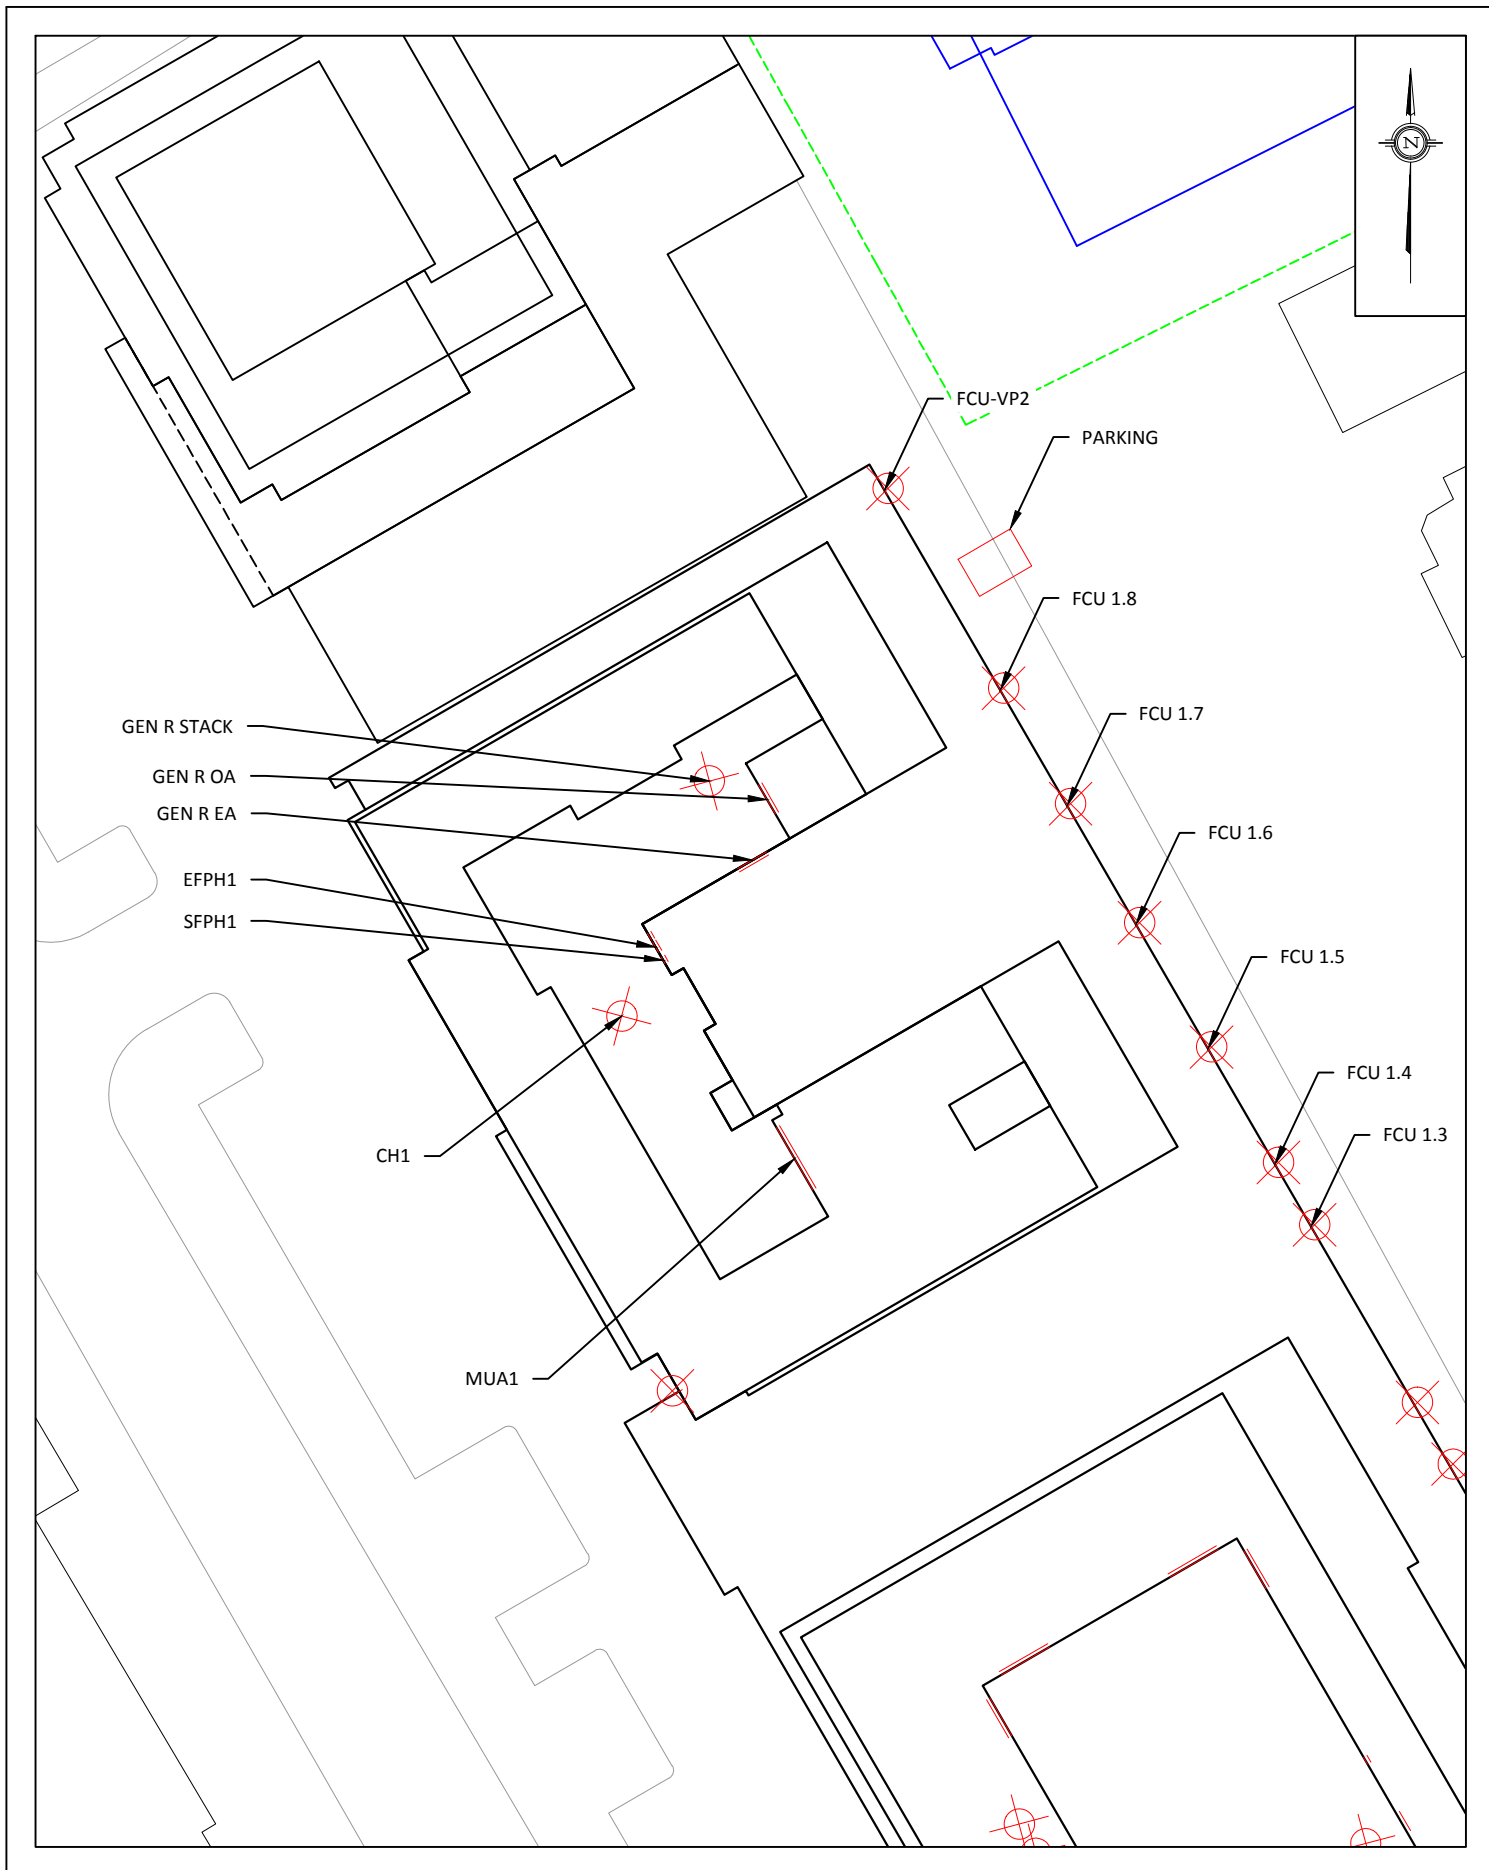 N
FCU-VP2
PARKING
FCU 1.8
FCU 1.7
GEN R STACK
GEN R OA
GEN R EA
FCU 1.6
EFPH1
SFPH1
FCU 1.5
FCU 1.4
FCU 1.3
CH1
MUA1